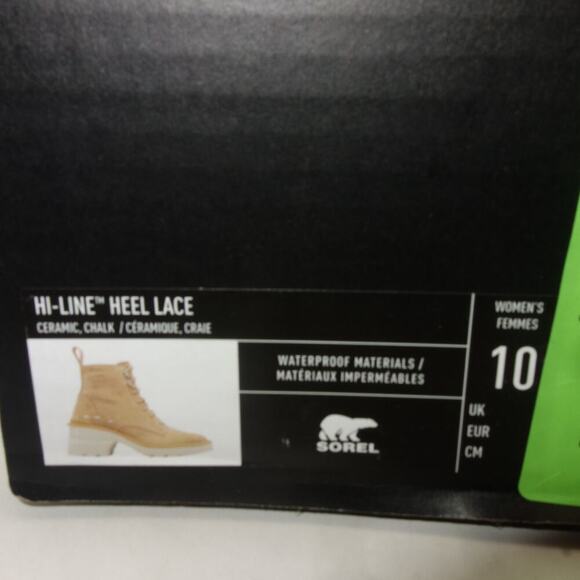 HI-LINE™ HEEL LACE
CERAMIC, CHALK / CÉRAMIQUE, CRAIE
WATERPROOF MATERIALS /
MATÉRIAUX IMPERMÉABLES
SOREL
WOMEN'S
FEMMES
10
UK
EUR
CM